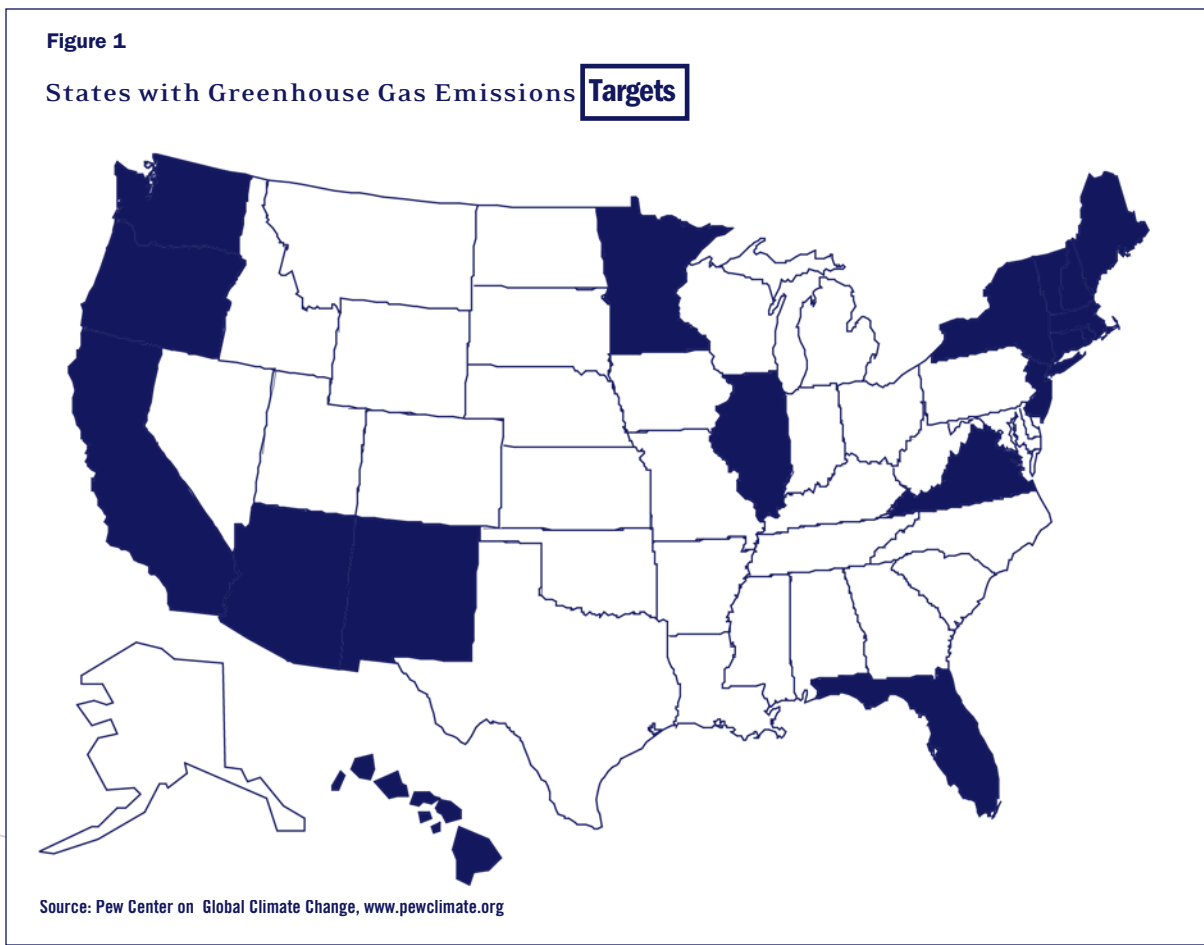 Figure 1
States with Greenhouse Gas Emissions Targets
Source: Pew Center on Global Climate Change, www.pewclimate.org